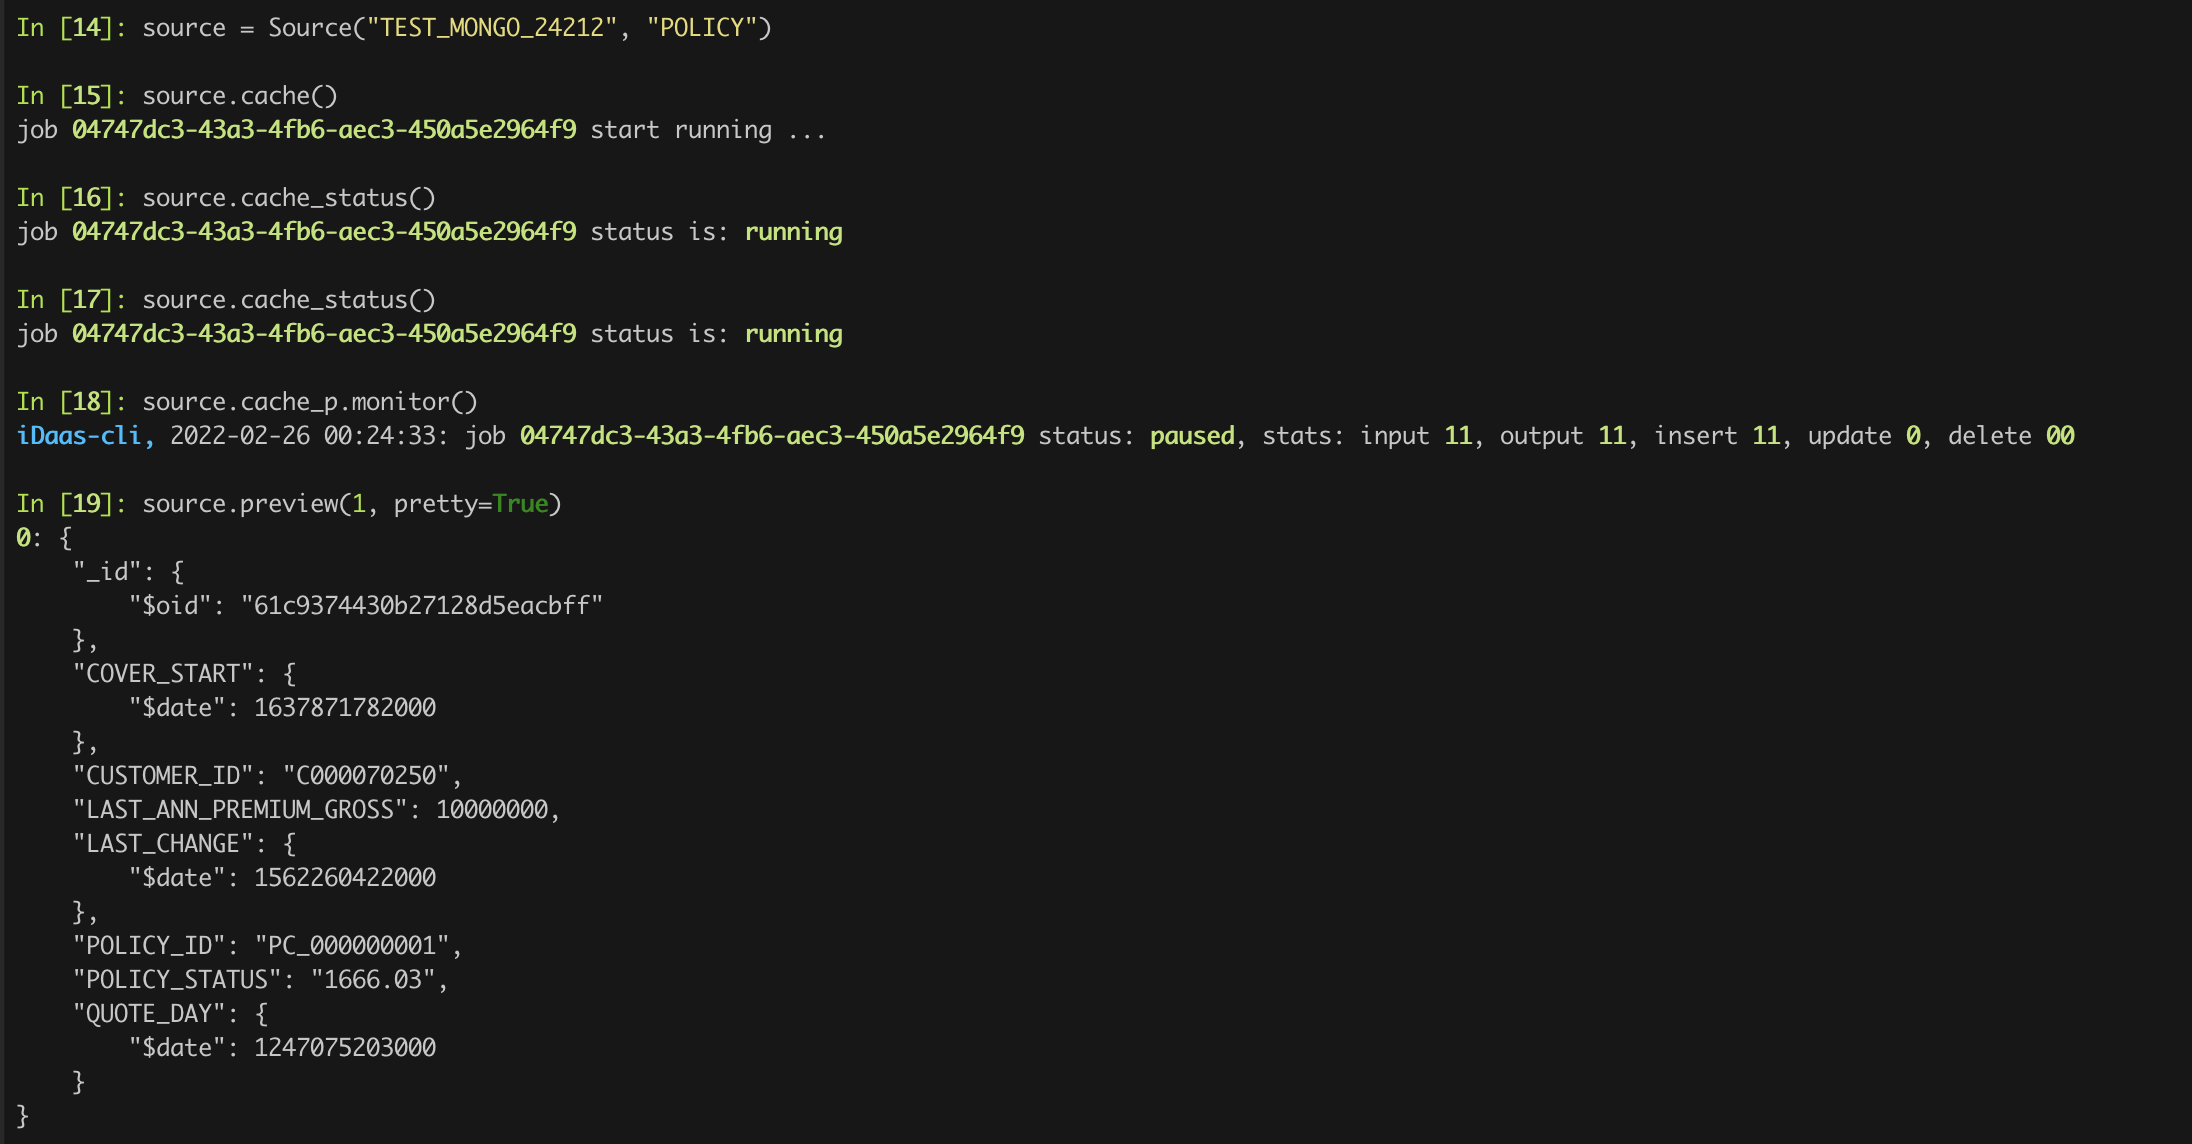 In [14]: source = Source("TEST_MONGO_24212", "POLICY")
In [15]: source.cache()
job 04747dc3-43a3-4fb6-aec3-450a5e2964f9 start running ...
In [16]: source.cache_status()
job 04747dc3-43a3-4fb6-aec3-450a5e2964f9 status is: running
In [17]: source.cache_status()
job 04747dc3-43a3-4fb6-aec3-450a5e2964f9 status is: running
In [18]: source.cache_p.monitor()
iDaas-cli, 2022-02-26 00:24:33: job 04747dc3-43a3-4fb6-aec3-450a5e2964f9 status: paused, stats: input 11, output 11, insert 11, update 0, delete 00
In [19]: source.preview(1, pretty=True)
0: {
    "_id": {
        "$oid": "61c9374430b27128d5eacbff"
    },
    "COVER_START": {
        "$date": 1637871782000
    },
    "CUSTOMER_ID": "C000070250",
    "LAST_ANN_PREMIUM_GROSS": 10000000,
    "LAST_CHANGE": {
        "$date": 1562260422000
    },
    "POLICY_ID": "PC_000000001",
    "POLICY_STATUS": "1666.03",
    "QUOTE_DAY": {
        "$date": 1247075203000
    }
}